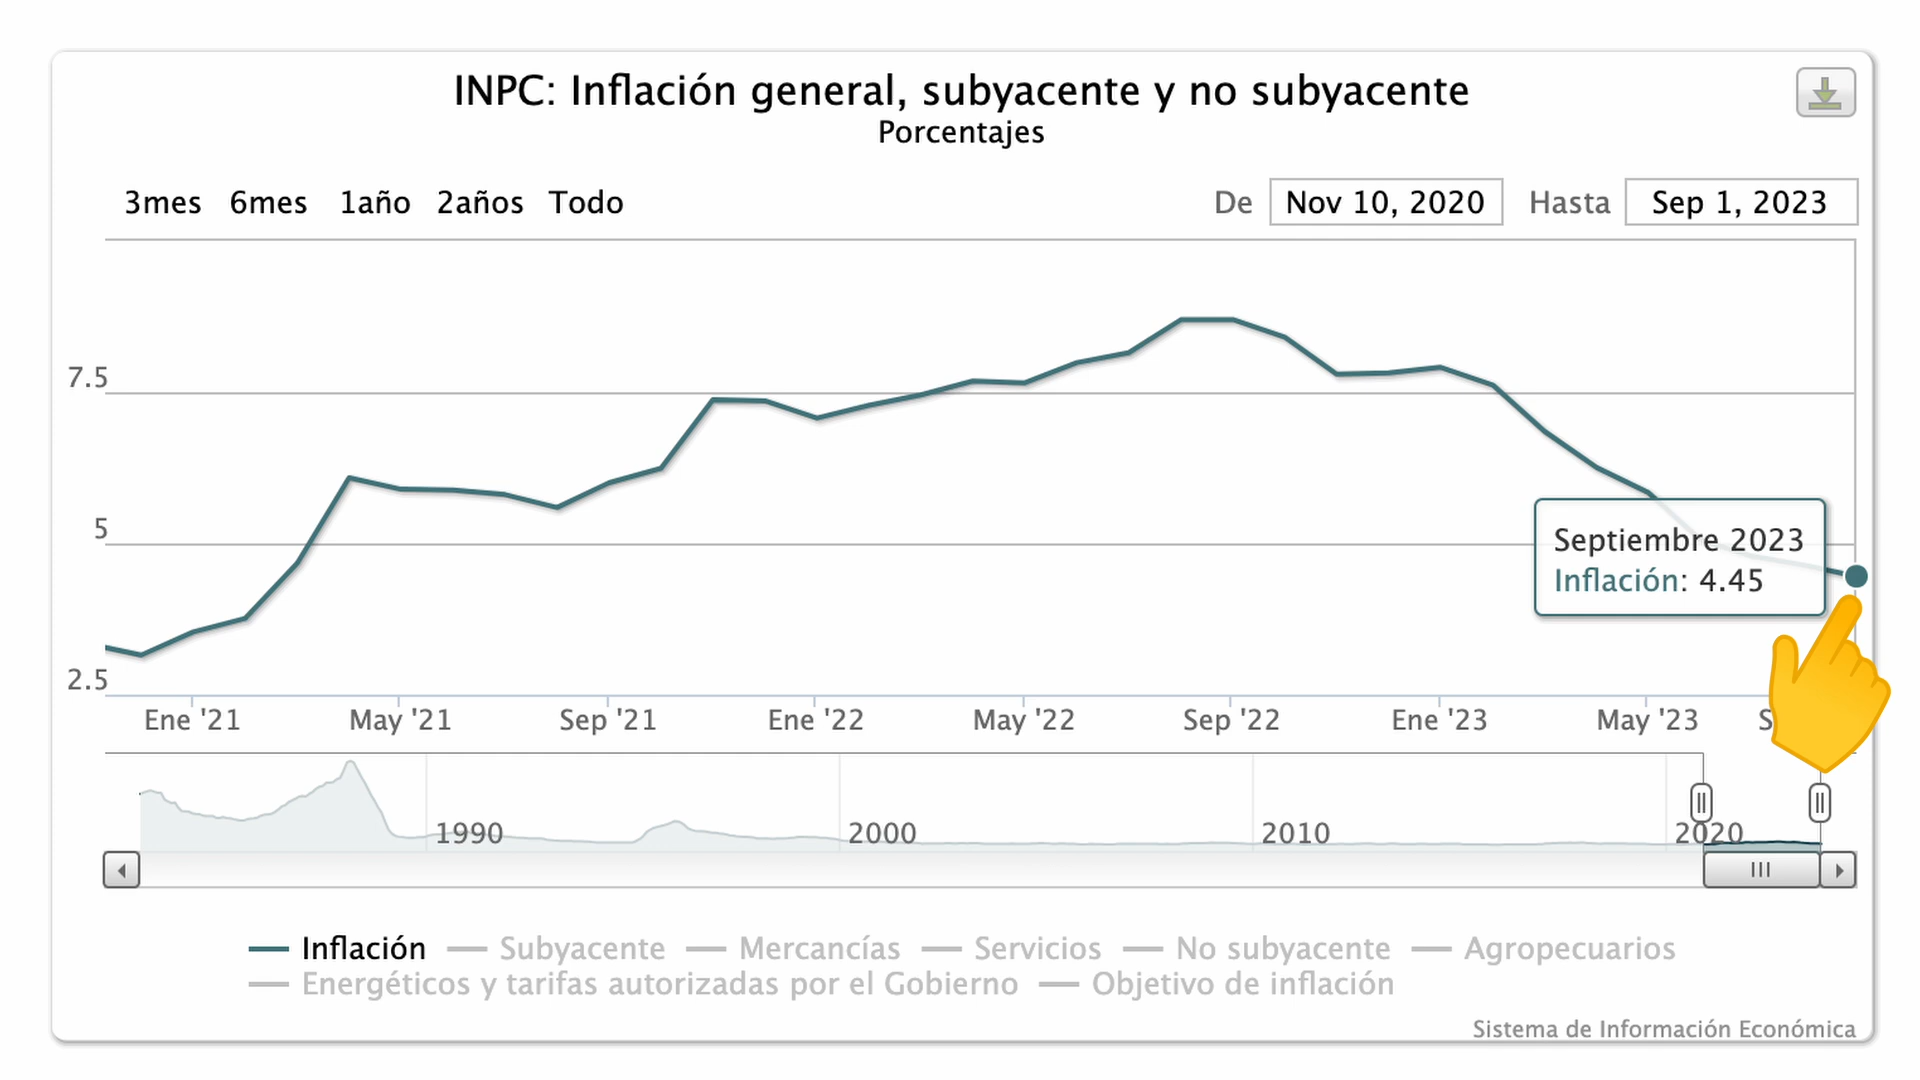 INPC: Inflación general, subyacente y no subyacente
Porcentajes
3mes 6mes 1año 2años Todo De Nov 10, 2020 Hasta Sep 1, 2023
7.5
5
2.5
Septiembre 2023
Inflación: 4.45
Ene '21 May '21 Sep '21 Ene '22 May '22 Sep '22 Ene '23 May '23
1990 2000 2010 2020
Inflación Subyacente Mercancías Servicios No subyacente Agropecuarios
Energéticos y tarifas autorizadas por el Gobierno Objetivo de inflación
Sistema de Información Económica